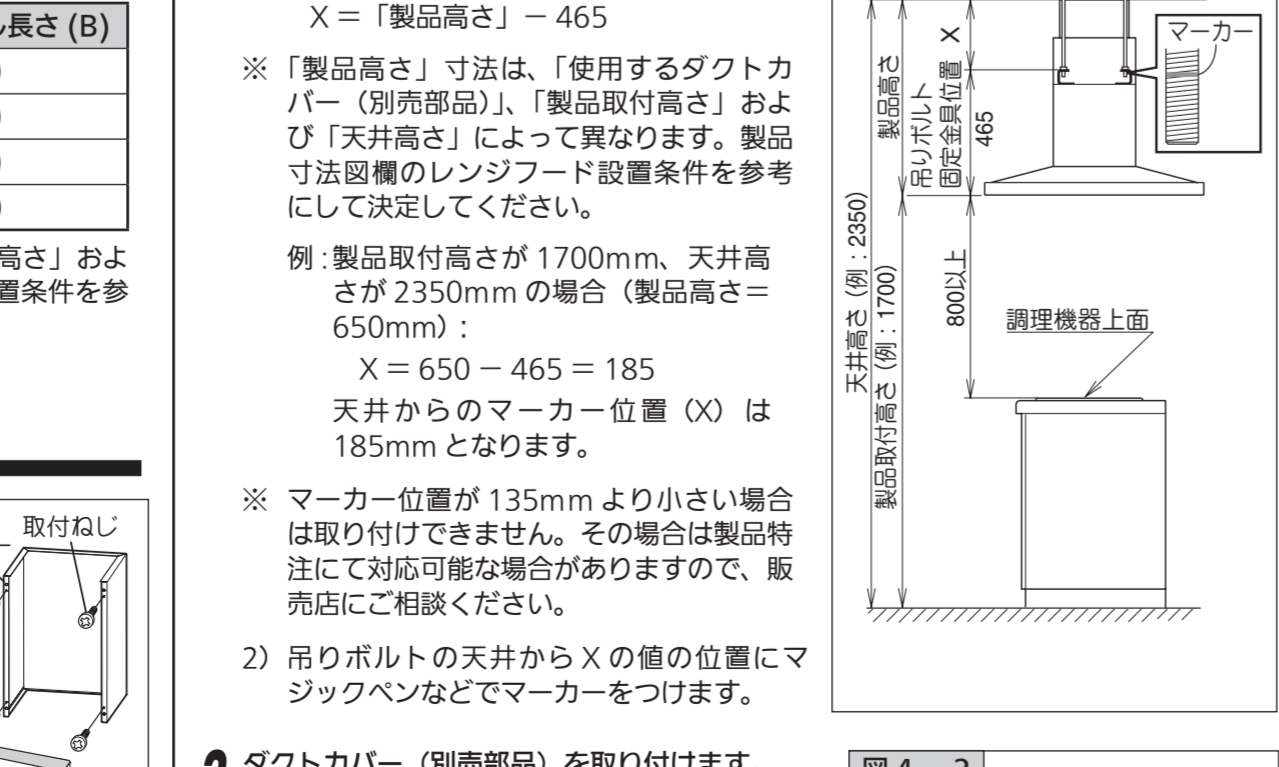 長さ (B)
高さ」およ
置条件を参
取付ねじ
X＝「製品高さ」－ 465
※ 「製品高さ」寸法は、「使用するダクトカ
バー（別売部品）」、「製品取付高さ」およ
び「天井高さ」によって異なります。製品
寸法図欄のレンジフード設置条件を参考
にして決定してください。
例：製品取付高さが 1700mm、天井高
さが 2350mm の場合（製品高さ＝
650mm）：
X＝ 650 － 465 ＝ 185
天井からのマーカー位置（X）は
185mm となります。
※ マーカー位置が 135mm より小さい場合
は取り付けできません。その場合は製品特
注にて対応可能な場合がありますので、販
売店にご相談ください。
2）吊りボルトの天井から X の値の位置にマ
ジックペンなどでマーカーをつけます。
ダクトカバー（別売部品）を取り付けます。
マーカー
X
製品高さ
吊りボルト
固定金具位置
465
天井高さ（例：2350）
製品取付高さ（例：1700）
800以上
調理機器上面
図 4 － 2